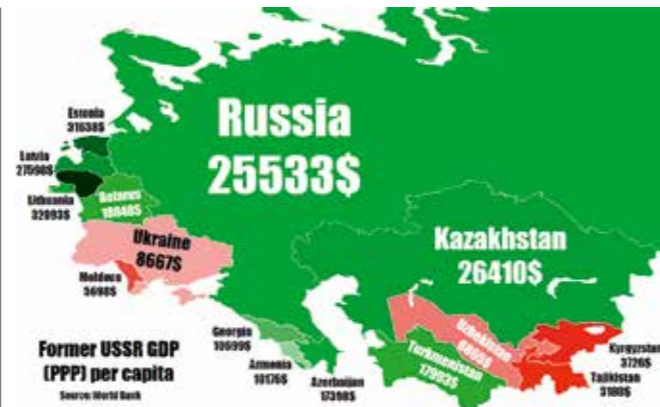 Estonia
31638$
Latvia
27598$
Lithuania
32093$
Belarus
18848$
Russia
25533$
Ukraine
8667$
Moldova
5698$
Kazakhstan
26410$
Georgia
10699$
Armenia
10176$
Azerbaijan
17398$
Turkmenistan
17993$
Uzbekistan
Kyrgyzstan
3726$
Tajikistan
3180$
Former USSR GDP
(PPP) per capita
Source: World Bank